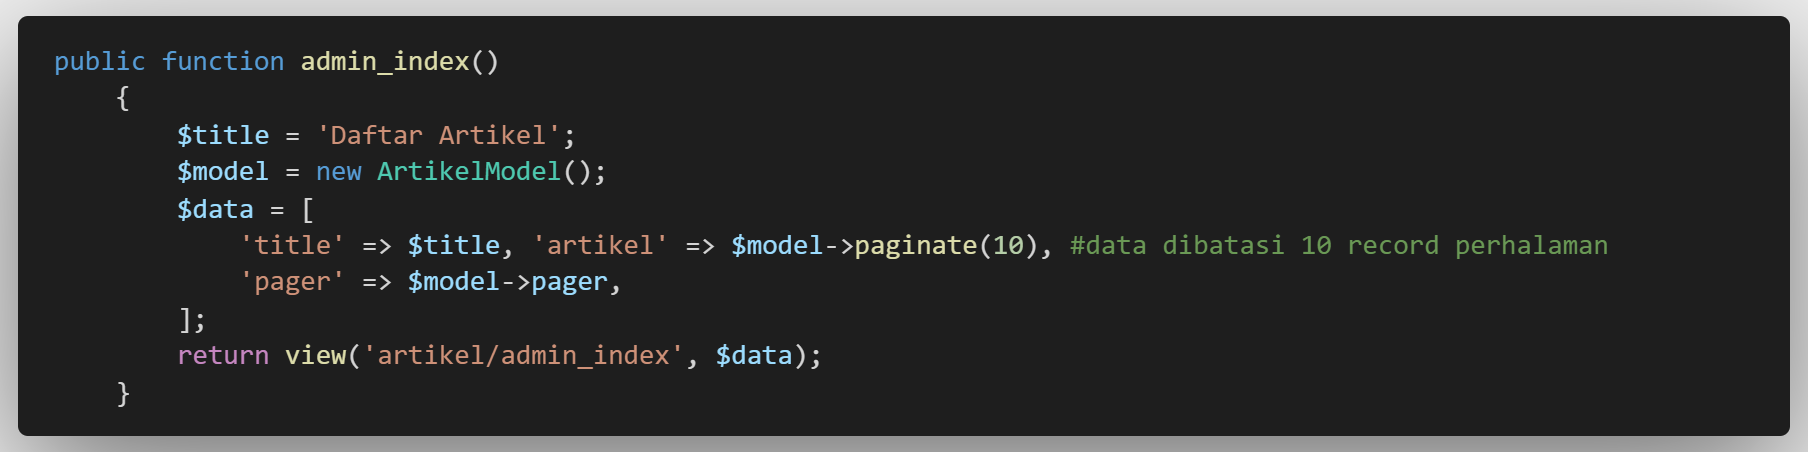 public function admin_index()
    {
        $title = 'Daftar Artikel';
        $model = new ArtikelModel();
        $data = [
            'title' => $title, 'artikel' => $model->paginate(10), #data dibatasi 10 record perhalaman
            'pager' => $model->pager,
        ];
        return view('artikel/admin_index', $data);
    }